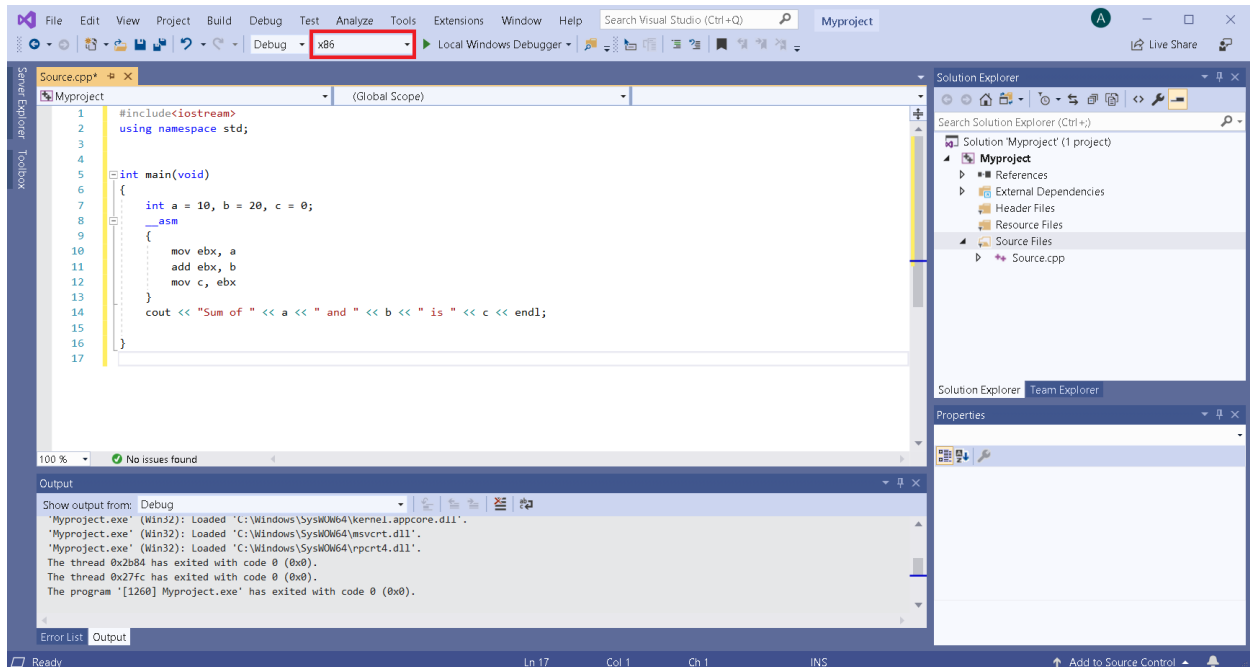 File Edit View Project Build Debug Test Analyze Tools Extensions Window Help Search Visual Studio (Ctrl+Q) Myproject A
Debug x86 Local Windows Debugger Live Share
Server Explorer
Toolbox
Source.cpp*
Myproject (Global Scope)
1 #include<iostream>
2 using namespace std;
3
4
5 int main(void)
6 {
7 int a = 10, b = 20, c = 0;
8 __asm
9 {
10 mov ebx, a
11 add ebx, b
12 mov c, ebx
13 }
14 cout << "Sum of " << a << " and " << b << " is " << c << endl;
15
16 }
17
100 % No issues found
Output
Show output from: Debug
'Myproject.exe' (Win32): Loaded 'C:\Windows\SysWOW64\kernel.appcore.dll'.
'Myproject.exe' (Win32): Loaded 'C:\Windows\SysWOW64\msvcrt.dll'.
'Myproject.exe' (Win32): Loaded 'C:\Windows\SysWOW64\rpcrt4.dll'.
The thread 0x2b84 has exited with code 0 (0x0).
The thread 0x27fc has exited with code 0 (0x0).
The program '[1260] Myproject.exe' has exited with code 0 (0x0).
Error List Output
Solution Explorer
Search Solution Explorer (Ctrl+;)
Solution 'Myproject' (1 project)
Myproject
References
External Dependencies
Header Files
Resource Files
Source Files
Source.cpp
Solution Explorer Team Explorer
Properties
Ready Ln 17 Col 1 Ch 1 INS Add to Source Control